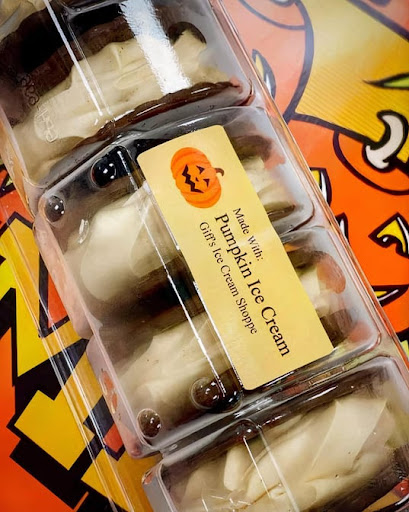 Made With:
Pumpkin Ice Cream
Giff's Ice Cream Shoppe